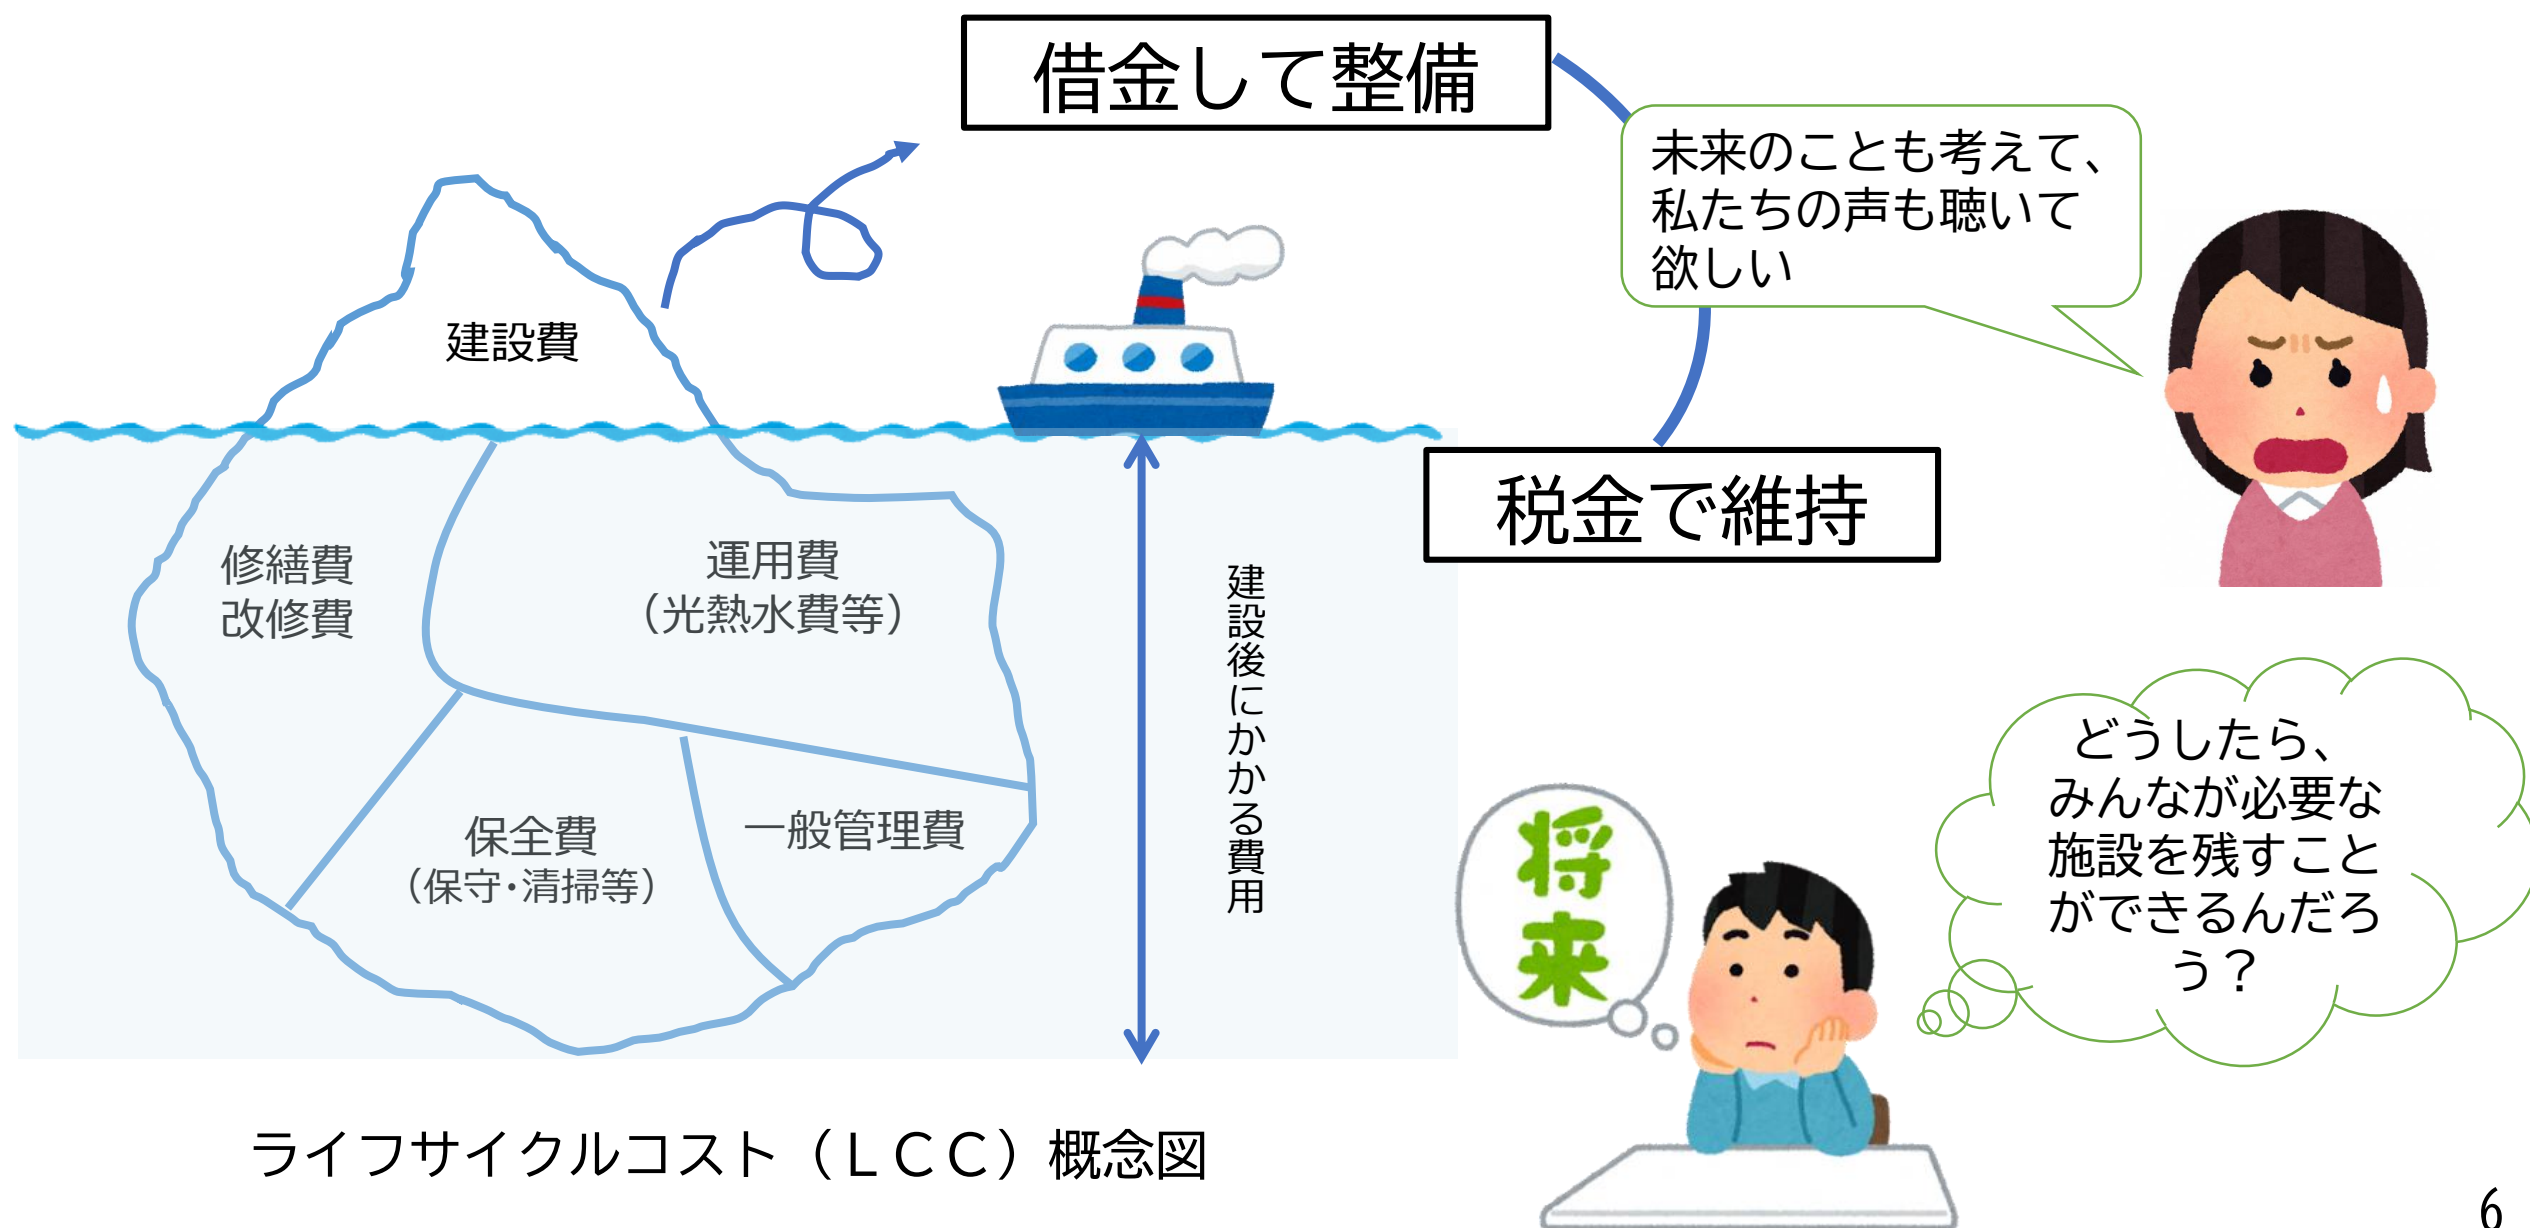 借金して整備
未来のことも考えて、
私たちの声も聴いて
欲しい
建設費
税金で維持
修繕費
改修費
運用費
（光熱水費等）
建設後にかかる費用
保全費
（保守・清掃等）
一般管理費
将来
どうしたら、
みんなが必要な
施設を残すこと
ができるんだろ
う？
ライフサイクルコスト（ＬＣＣ）概念図
6